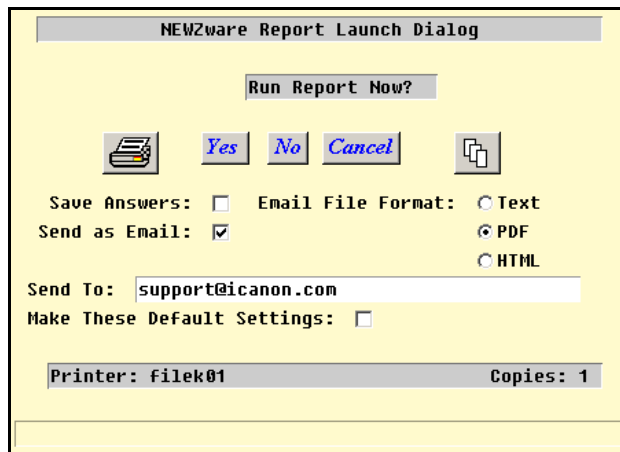 NEWZware Report Launch Dialog
Run Report Now?
Yes No Cancel
Save Answers: Email File Format: Text
Send as Email: PDF
HTML
Send To: support@icanon.com
Make These Default Settings:
Printer: filek01 Copies: 1